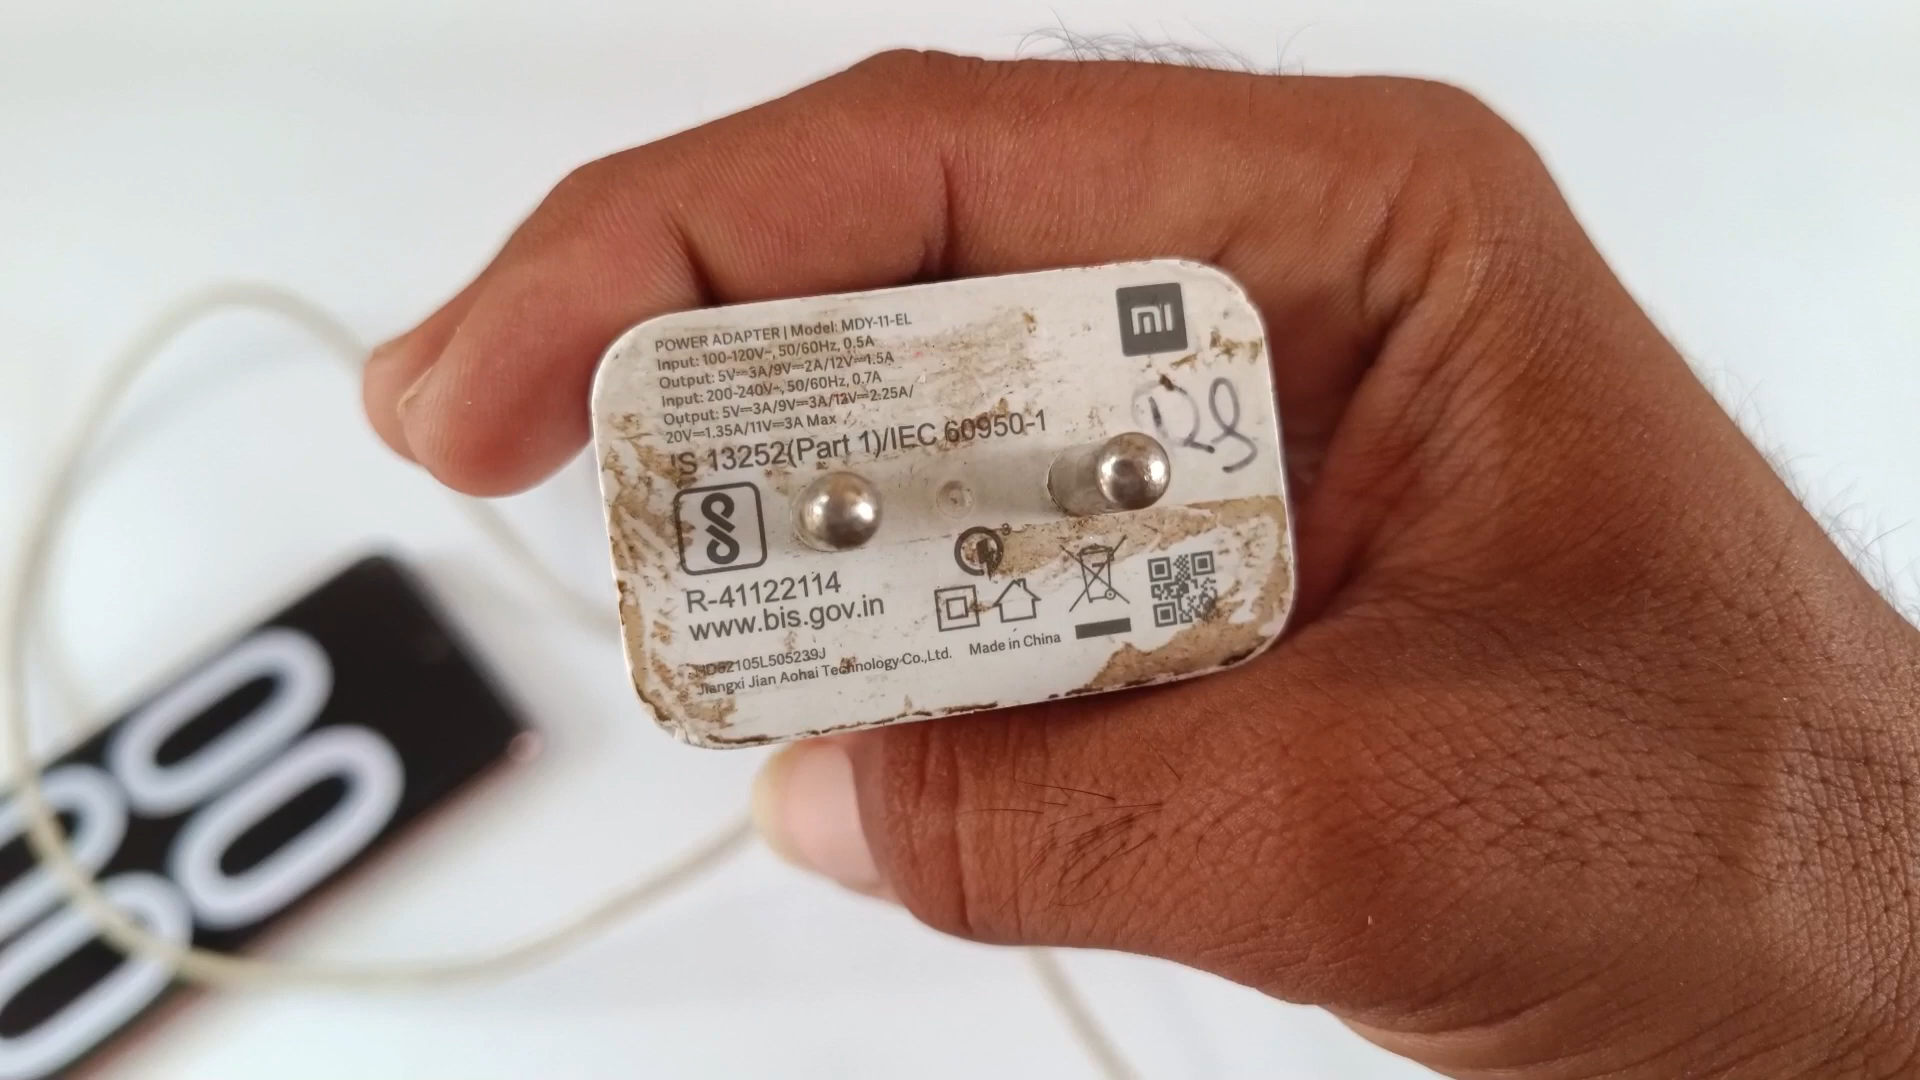 POWER ADAPTER | Model: MDY-11-EL
Input: 100-120V~, 50/60Hz, 0.5A
Output: 5V⎓3A/9V⎓2A/12V⎓1.5A
Input: 200-240V~, 50/60Hz, 0.7A
Output: 5V⎓3A/9V⎓3A/12V⎓2.25A/
20V⎓1.35A/11V⎓3A Max
IS 13252(Part 1)/IEC 60950-1
R-41122114
www.bis.gov.in
Jiangxi Jian Aohai Technology Co.,Ltd.
Made in China
mi
3